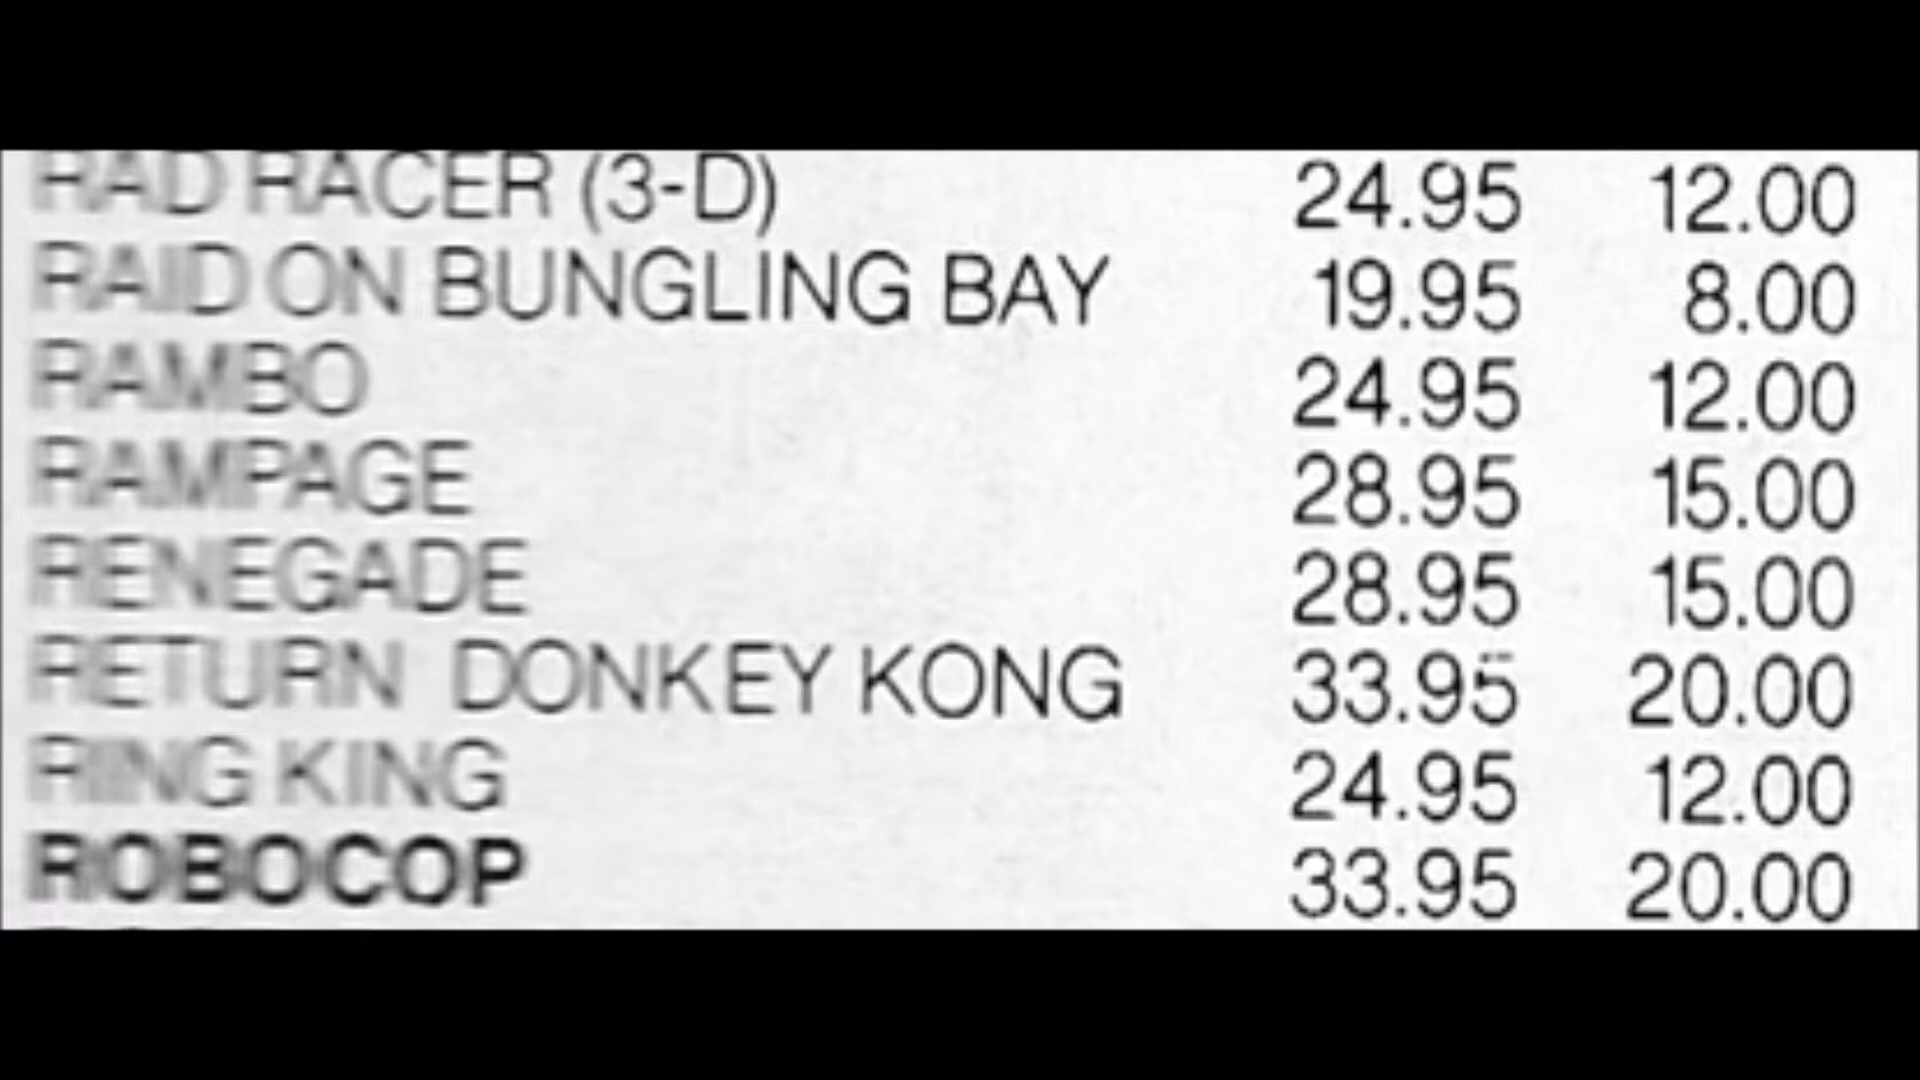 RAD RACER (3-D) 24.95 12.00
RAID ON BUNGLING BAY 19.95 8.00
RAMBO 24.95 12.00
RAMPAGE 28.95 15.00
RENEGADE 28.95 15.00
RETURN DONKEY KONG 33.95 20.00
RING KING 24.95 12.00
ROBOCOP 33.95 20.00